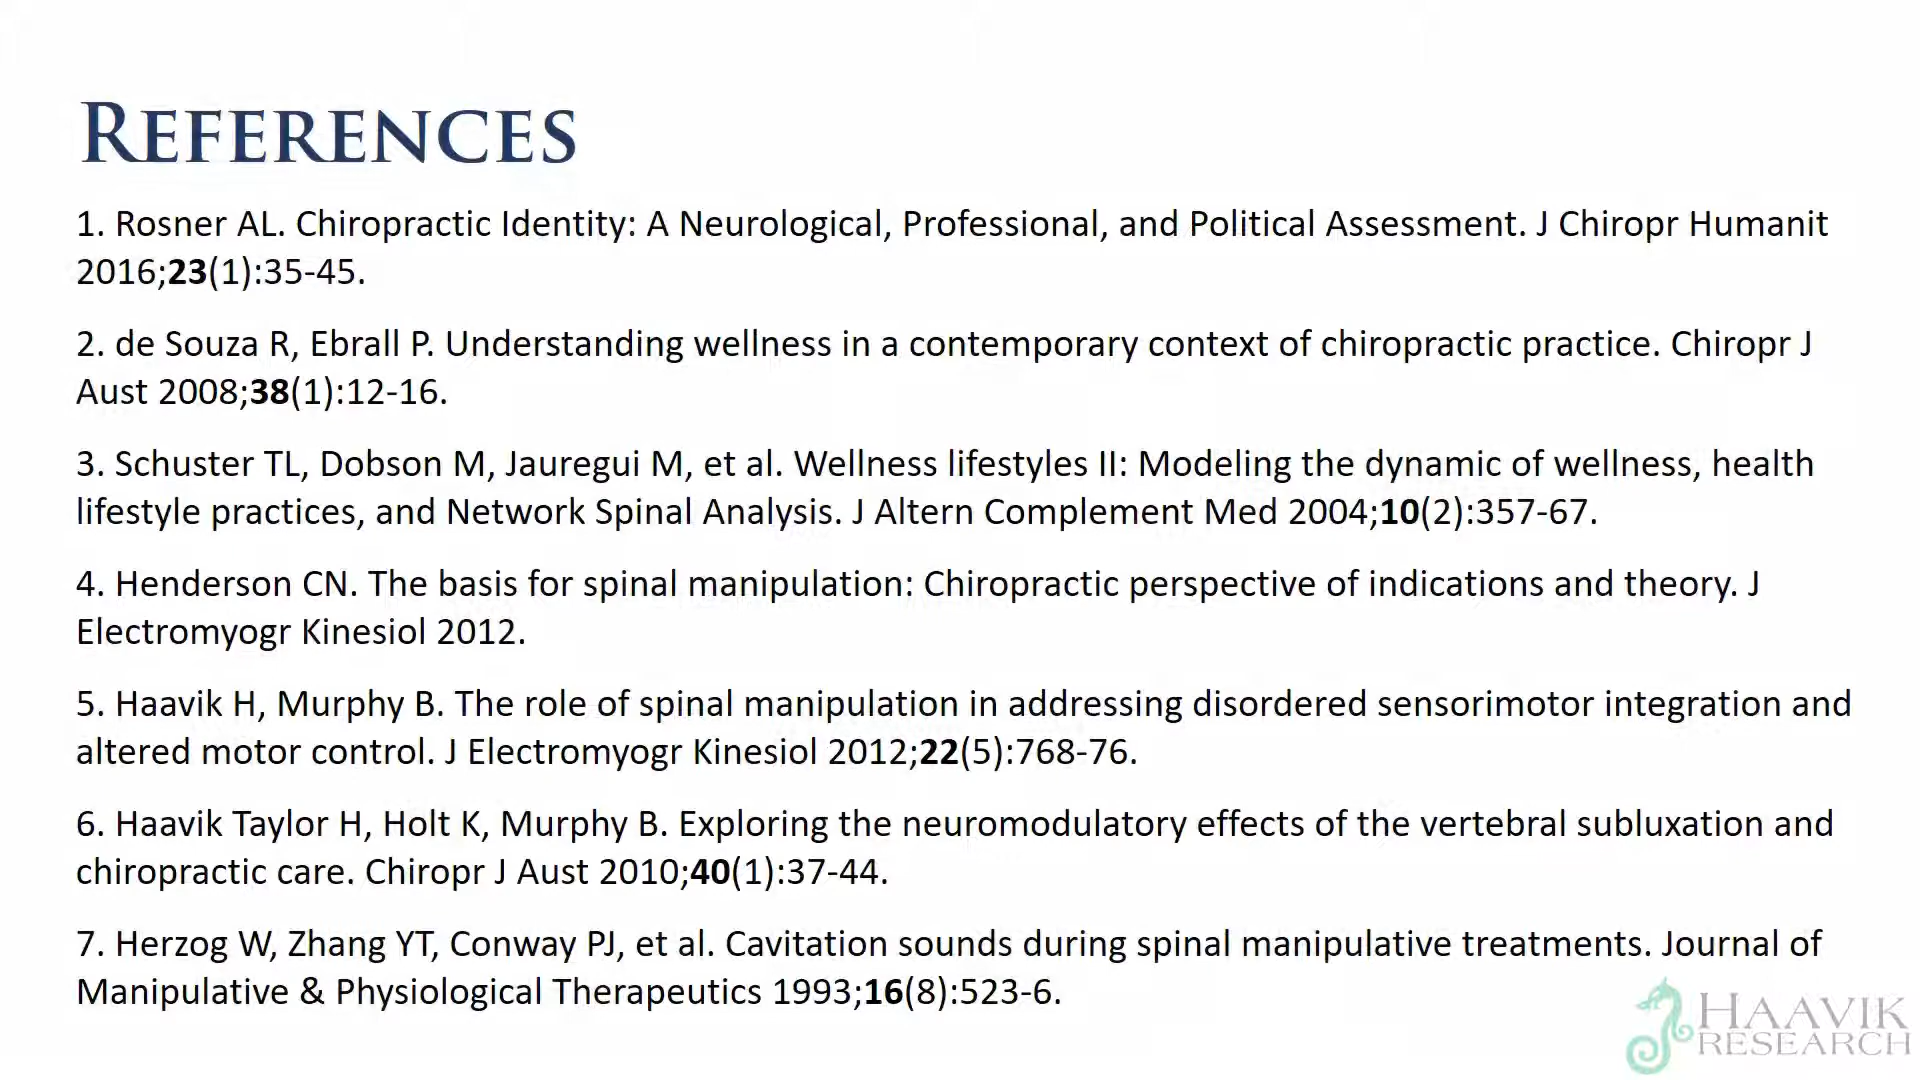 References
1. Rosner AL. Chiropractic Identity: A Neurological, Professional, and Political Assessment. J Chiropr Humanit
2016;23(1):35-45.
2. de Souza R, Ebrall P. Understanding wellness in a contemporary context of chiropractic practice. Chiropr J
Aust 2008;38(1):12-16.
3. Schuster TL, Dobson M, Jauregui M, et al. Wellness lifestyles II: Modeling the dynamic of wellness, health
lifestyle practices, and Network Spinal Analysis. J Altern Complement Med 2004;10(2):357-67.
4. Henderson CN. The basis for spinal manipulation: Chiropractic perspective of indications and theory. J
Electromyogr Kinesiol 2012.
5. Haavik H, Murphy B. The role of spinal manipulation in addressing disordered sensorimotor integration and
altered motor control. J Electromyogr Kinesiol 2012;22(5):768-76.
6. Haavik Taylor H, Holt K, Murphy B. Exploring the neuromodulatory effects of the vertebral subluxation and
chiropractic care. Chiropr J Aust 2010;40(1):37-44.
7. Herzog W, Zhang YT, Conway PJ, et al. Cavitation sounds during spinal manipulative treatments. Journal of
Manipulative & Physiological Therapeutics 1993;16(8):523-6.
HAAVIK
RESEARCH